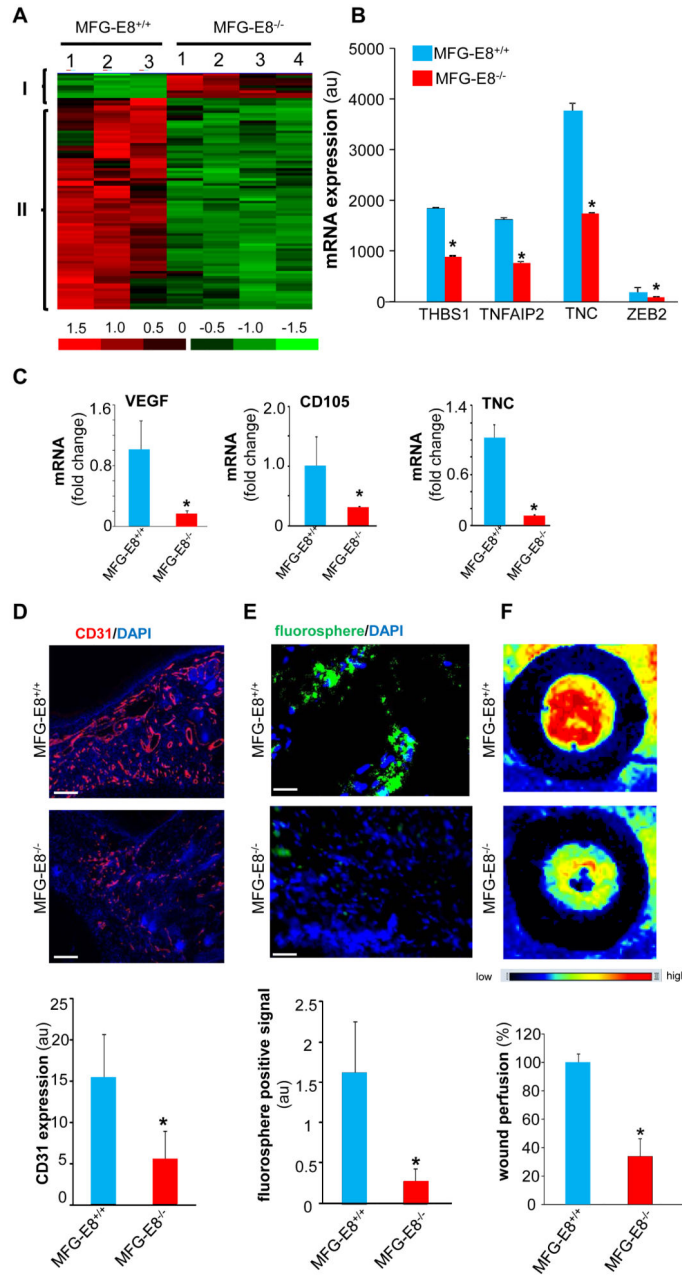 A
MFG-E8+/+ MFG-E8-/-
1 2 3 1 2 3 4
I
II
1.5 1.0 0.5 0 -0.5 -1.0 -1.5
B
5000
4000
3000
2000
1000
0
mRNA expression (au)
MFG-E8+/+
MFG-E8-/-
* * * *
THBS1 TNFAIP2 TNC ZEB2
C
VEGF
mRNA
(fold change)
1.6
0.8
0
*
MFG-E8+/+ MFG-E8-/-
CD105
mRNA
(fold change)
2.0
1.0
0.0
*
MFG-E8+/+ MFG-E8-/-
TNC
mRNA
(fold change)
1.4
0.6
0
*
MFG-E8+/+ MFG-E8-/-
D
CD31/DAPI
MFG-E8+/+
MFG-E8-/-
E
fluorosphere/DAPI
MFG-E8+/+
MFG-E8-/-
F
MFG-E8+/+
MFG-E8-/-
low high
CD31 expression (au)
25
20
15
10
5
0
*
MFG-E8+/+ MFG-E8-/-
fluorosphere positive signal
(au)
2.5
2
1.5
1
0.5
0
*
MFG-E8+/+ MFG-E8-/-
wound perfusion (%)
120
100
80
60
40
20
0
*
MFG-E8+/+ MFG-E8-/-